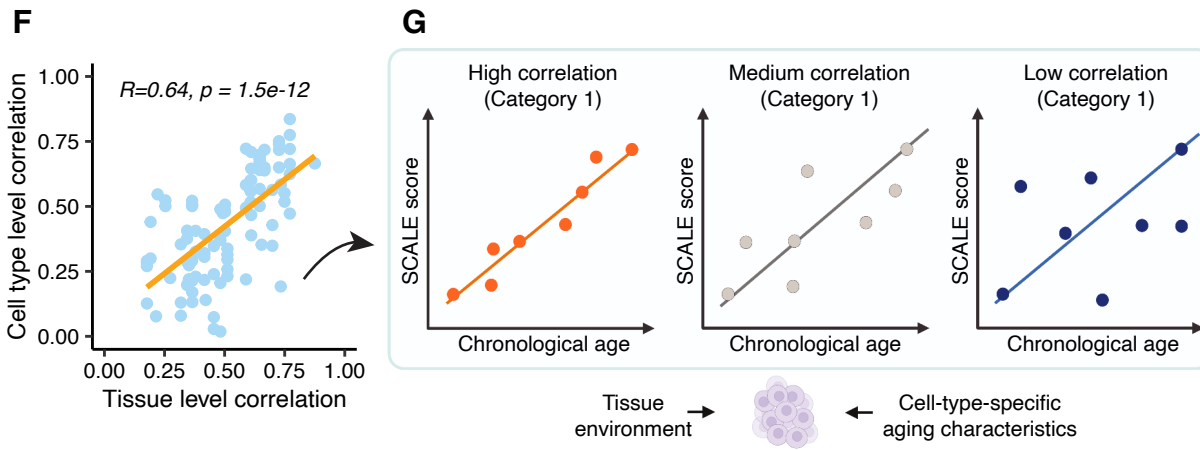 F
G
R=0.64, p = 1.5e-12
Cell type level correlation
1.00
0.75
0.50
0.25
0.00
0.00 0.25 0.50 0.75 1.00
Tissue level correlation
High correlation
(Category 1)
SCALE score
Chronological age
Medium correlation
(Category 1)
SCALE score
Chronological age
Low correlation
(Category 1)
SCALE score
Chronological age
Tissue
environment
Cell-type-specific
aging characteristics